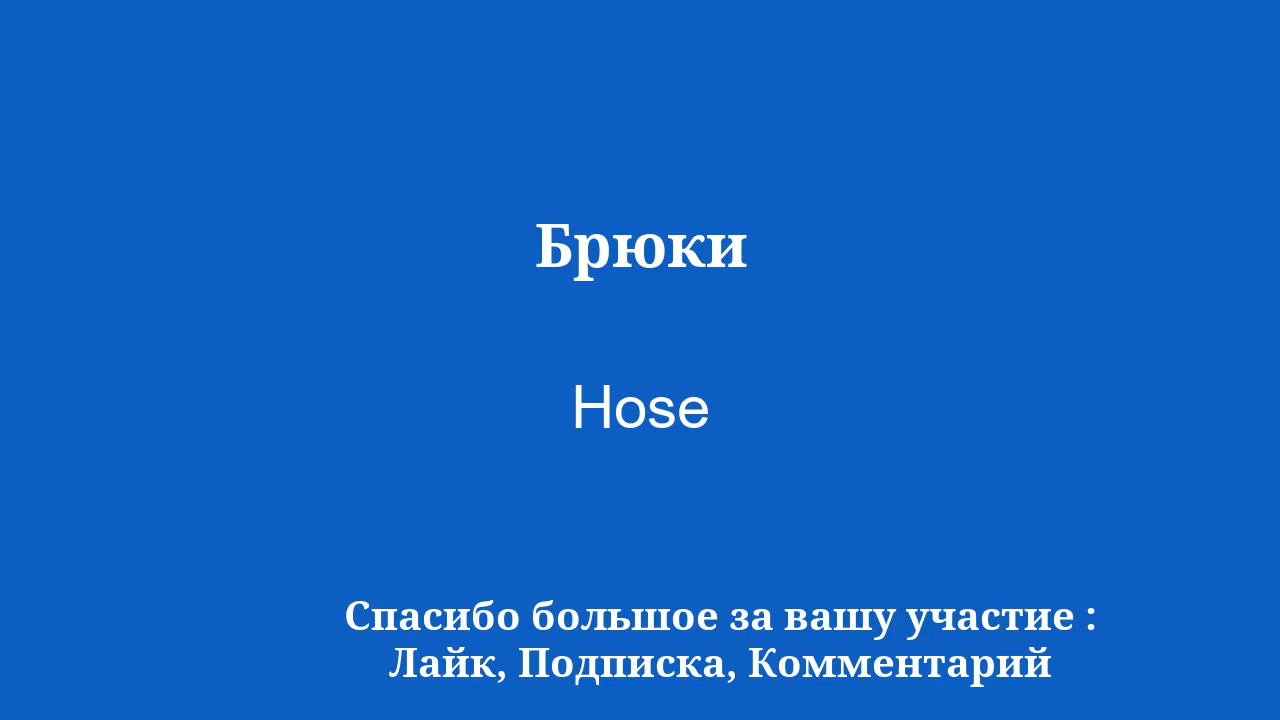 Брюки
Hose
Спасибо большое за вашу участие :
Лайк, Подписка, Комментарий